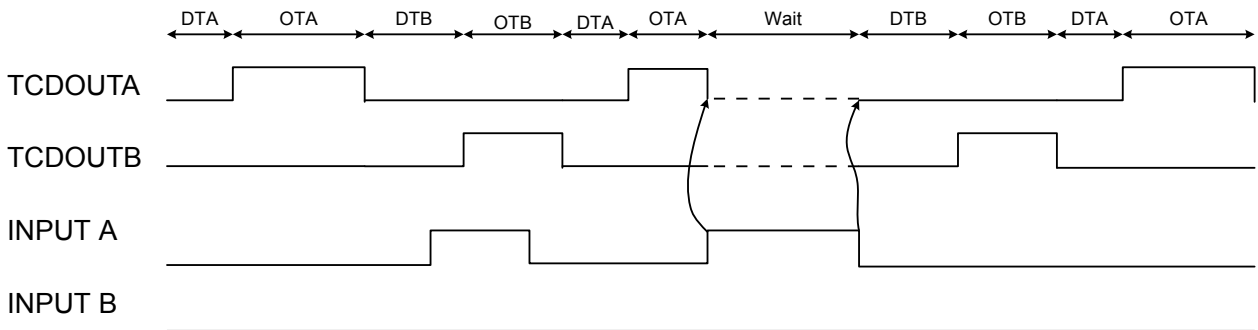 DTA OTA DTB OTB DTA OTA Wait DTB OTB DTA OTA
TCDOUTA
TCDOUTB
INPUT A
INPUT B